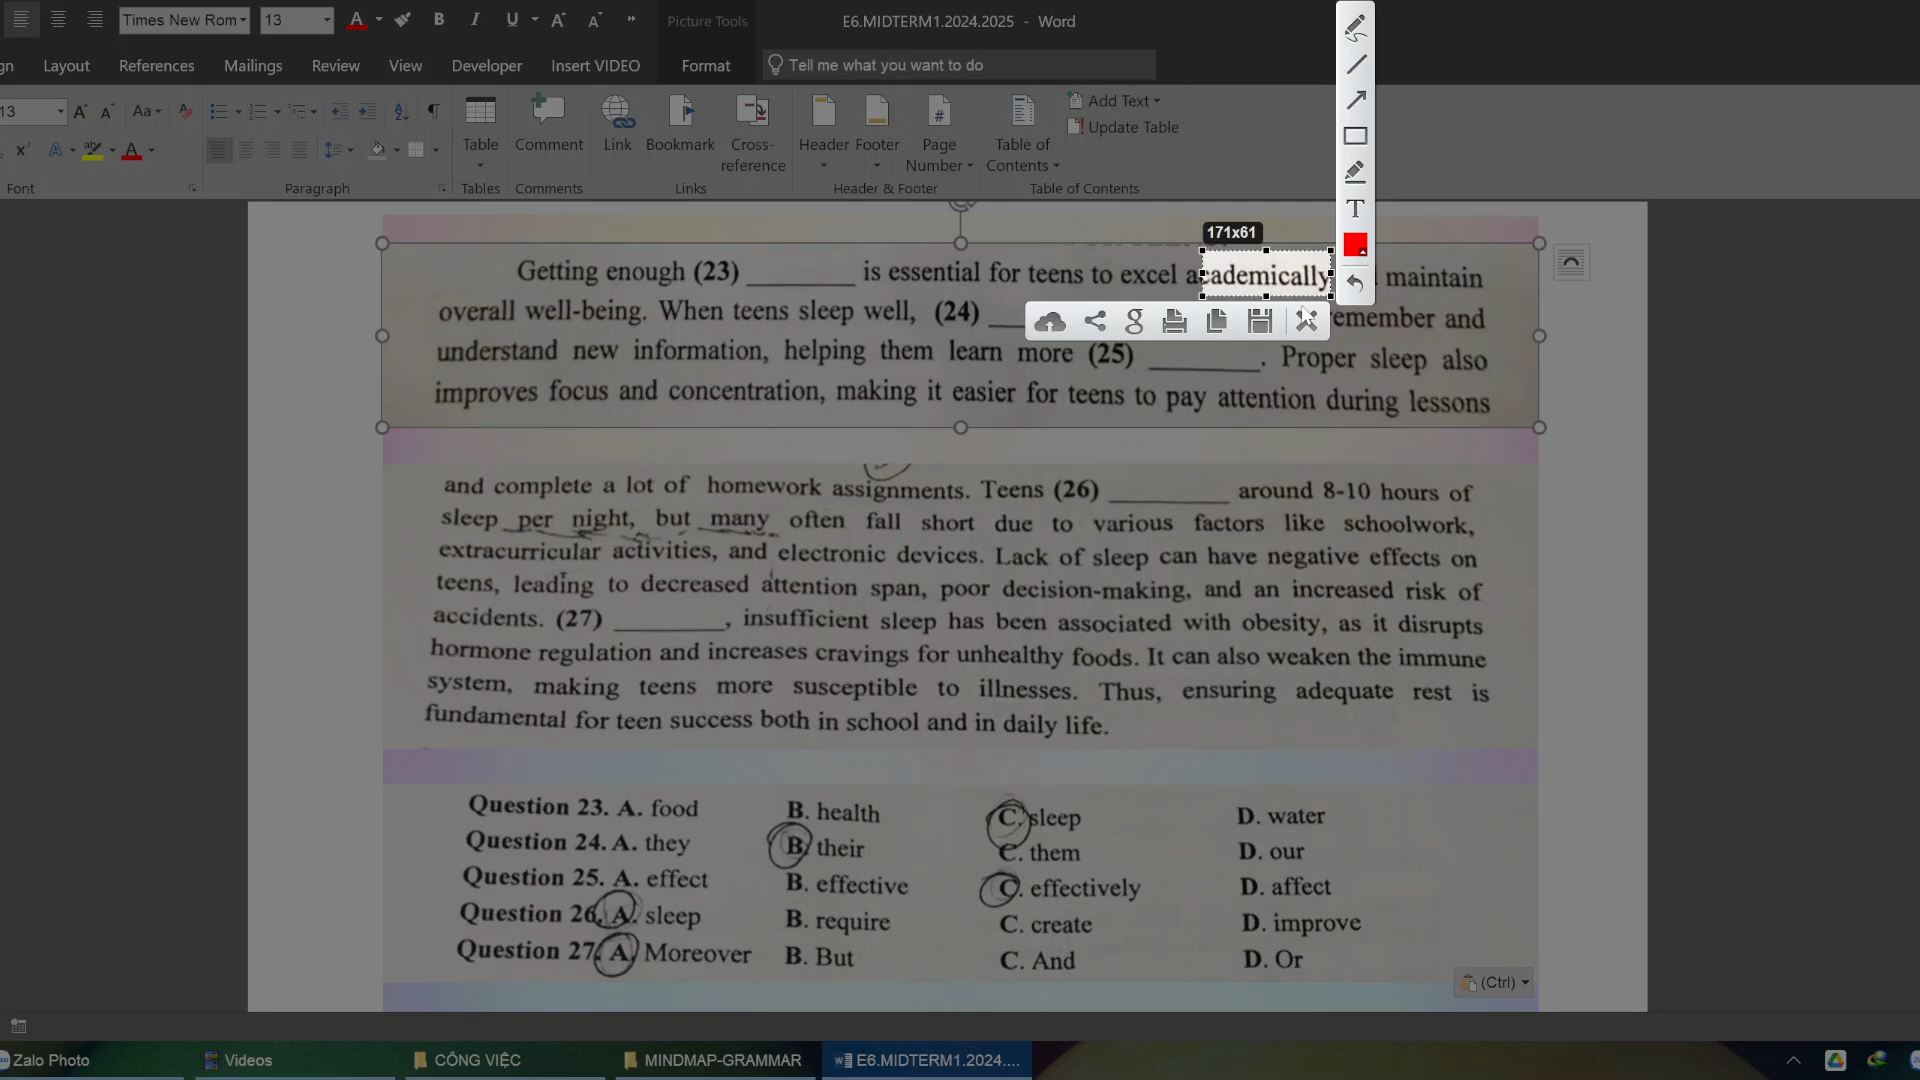 Times New Rom 13 A B I U A A Picture Tools E6.MIDTERM1.2024.2025 - Word
gn Layout References Mailings Review View Developer Insert VIDEO Format Tell me what you want to do
13 A A Aa Table Comment Link Bookmark Cross-reference Header Footer Page Number Table of Contents Add Text
Update Table
Font Paragraph Tables Comments Links Header & Footer Table of Contents
171x61
Getting enough (23) ________ is essential for teens to excel academically maintain
overall well-being. When teens sleep well, (24) remember and
understand new information, helping them learn more (25) ________. Proper sleep also
improves focus and concentration, making it easier for teens to pay attention during lessons
and complete a lot of homework assignments. Teens (26) ________ around 8-10 hours of
sleep per night, but many often fall short due to various factors like schoolwork,
extracurricular activities, and electronic devices. Lack of sleep can have negative effects on
teens, leading to decreased attention span, poor decision-making, and an increased risk of
accidents. (27) ________, insufficient sleep has been associated with obesity, as it disrupts
hormone regulation and increases cravings for unhealthy foods. It can also weaken the immune
system, making teens more susceptible to illnesses. Thus, ensuring adequate rest is
fundamental for teen success both in school and in daily life.
Question 23. A. food B. health C. sleep D. water
Question 24. A. they B. their C. them D. our
Question 25. A. effect B. effective C. effectively D. affect
Question 26. A. sleep B. require C. create D. improve
Question 27. A. Moreover B. But C. And D. Or
(Ctrl)
Zalo Photo Videos CÔNG VIỆC MINDMAP-GRAMMAR E6.MIDTERM1.2024....